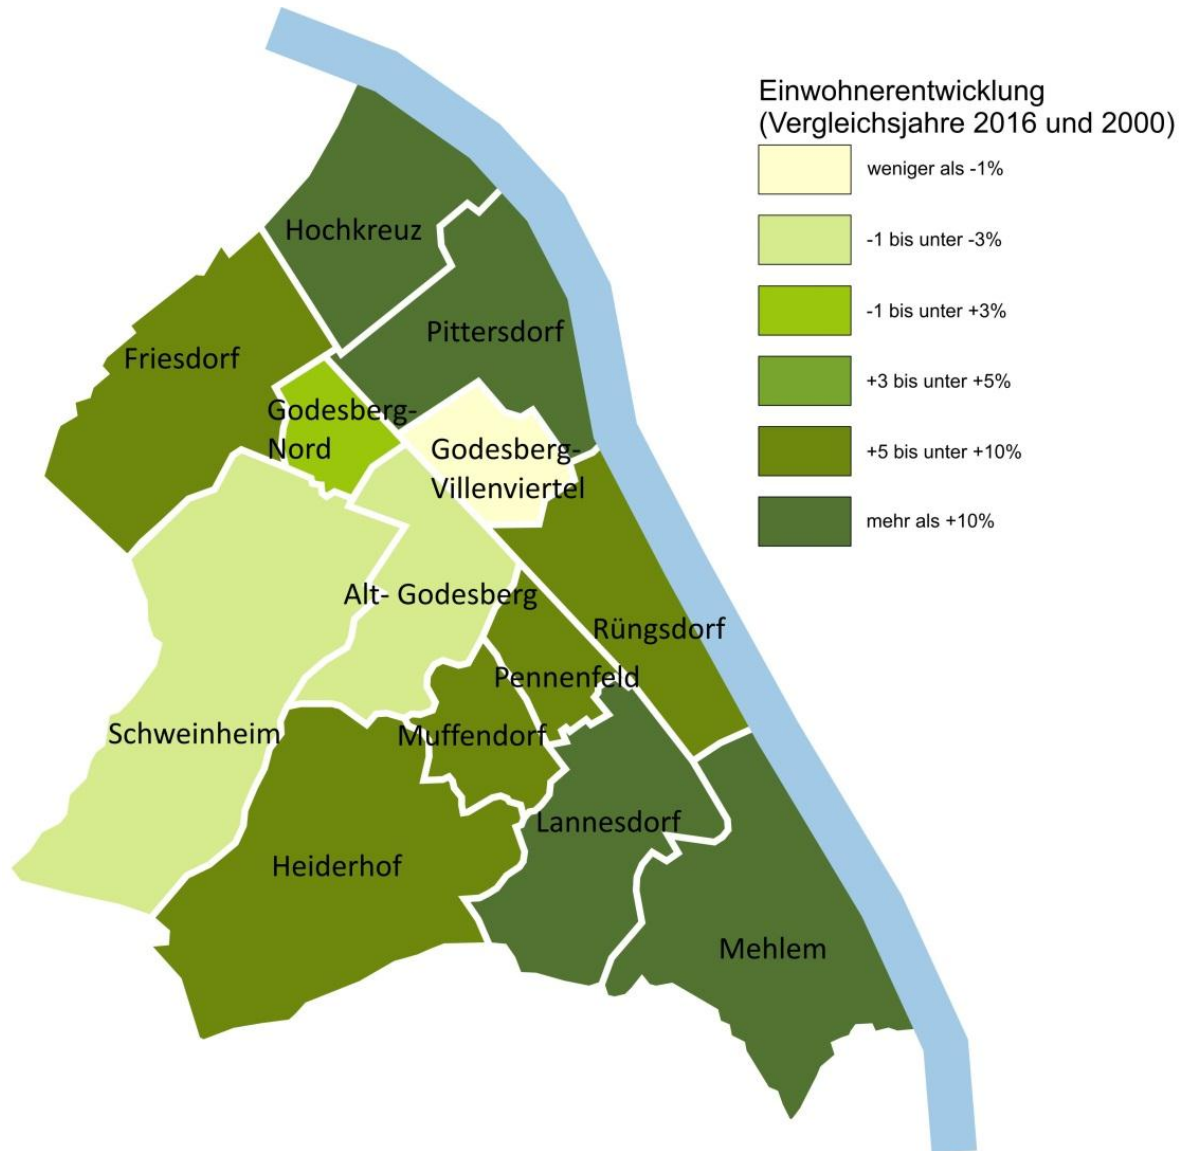 Einwohnerentwicklung
(Vergleichsjahre 2016 und 2000)
weniger als -1%
-1 bis unter -3%
-1 bis unter +3%
+3 bis unter +5%
+5 bis unter +10%
mehr als +10%
Hochkreuz
Pittersdorf
Friesdorf
Godesberg-
Nord
Godesberg-
Villenviertel
Alt- Godesberg
Rüngsdorf
Pennenfeld
Schweinheim
Muffendorf
Lannesdorf
Heiderhof
Mehlem